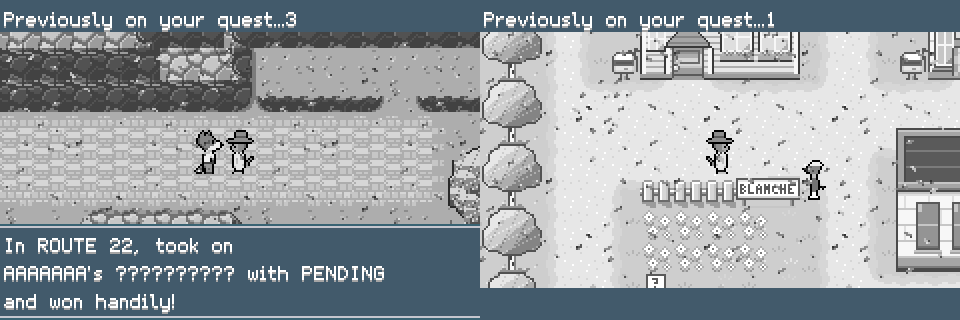 Previously on your quest…3
In ROUTE 22, took on
AAAAAAA's ?????????? with PENDING
and won handily!
Previously on your quest…1
BLANCHE
?